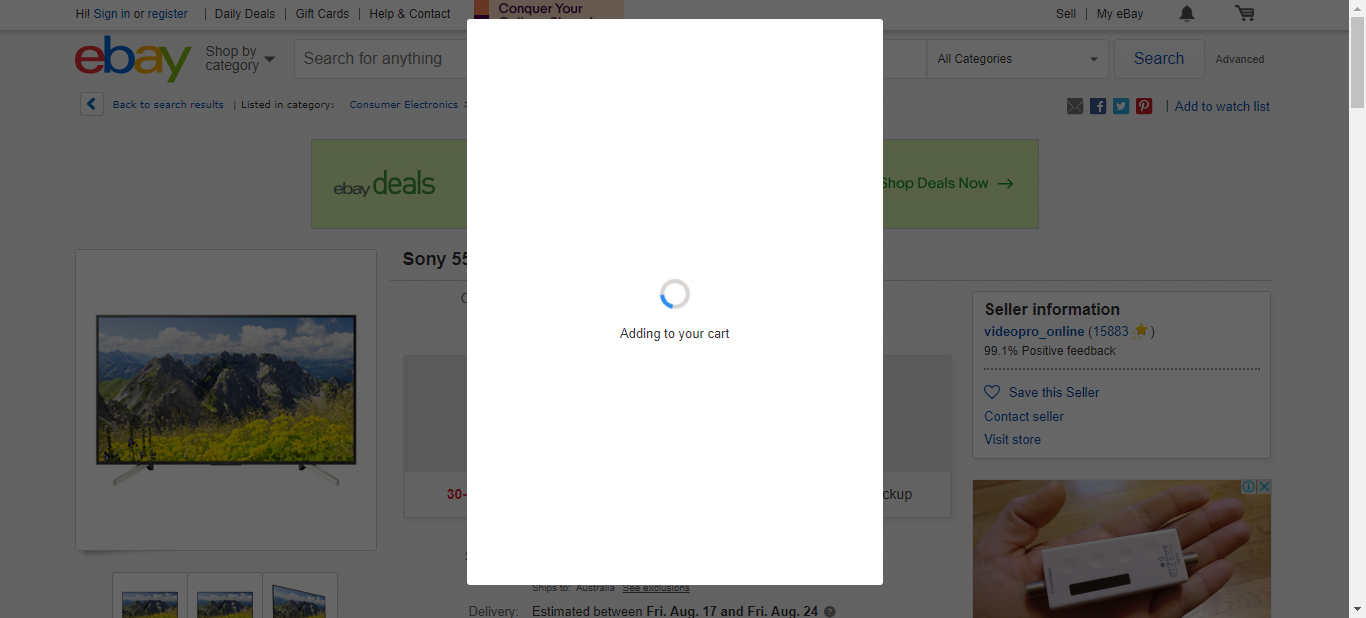 Hi! Sign in or register | Daily Deals | Gift Cards | Help & Contact
Conquer Your
Sell | My eBay
ebay
Shop by
category
Search for anything
All Categories
Search
Advanced
Back to search results | Listed in category:
Consumer Electronics
| Add to watch list
ebay deals
Shop Deals Now →
Sony 55
Adding to your cart
Seller information
videopro_online (15883 )
99.1% Positive feedback
Save this Seller
Contact seller
Visit store
30-
Ships to: Australia See exclusions
Delivery: Estimated between Fri. Aug. 17 and Fri. Aug. 24